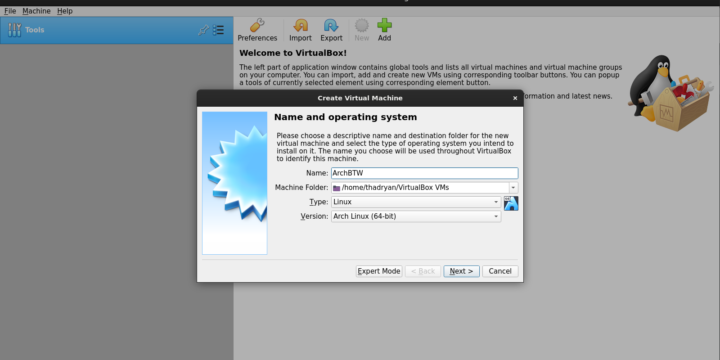 File Machine Help
Tools
Preferences Import Export New Add
Welcome to VirtualBox!
The left part of application window contains global tools and lists all virtual machines and virtual machine groups
on your computer. You can import, add and create new VMs using corresponding toolbar buttons. You can popup
a tools of currently selected element using corresponding element button.
ormation and latest news.
Create Virtual Machine
Name and operating system
Please choose a descriptive name and destination folder for the new
virtual machine and select the type of operating system you intend to
install on it. The name you choose will be used throughout VirtualBox
to identify this machine.
Name: ArchBTW
Machine Folder: /home/thadryan/VirtualBox VMs
Type: Linux
Version: Arch Linux (64-bit)
Expert Mode < Back Next > Cancel